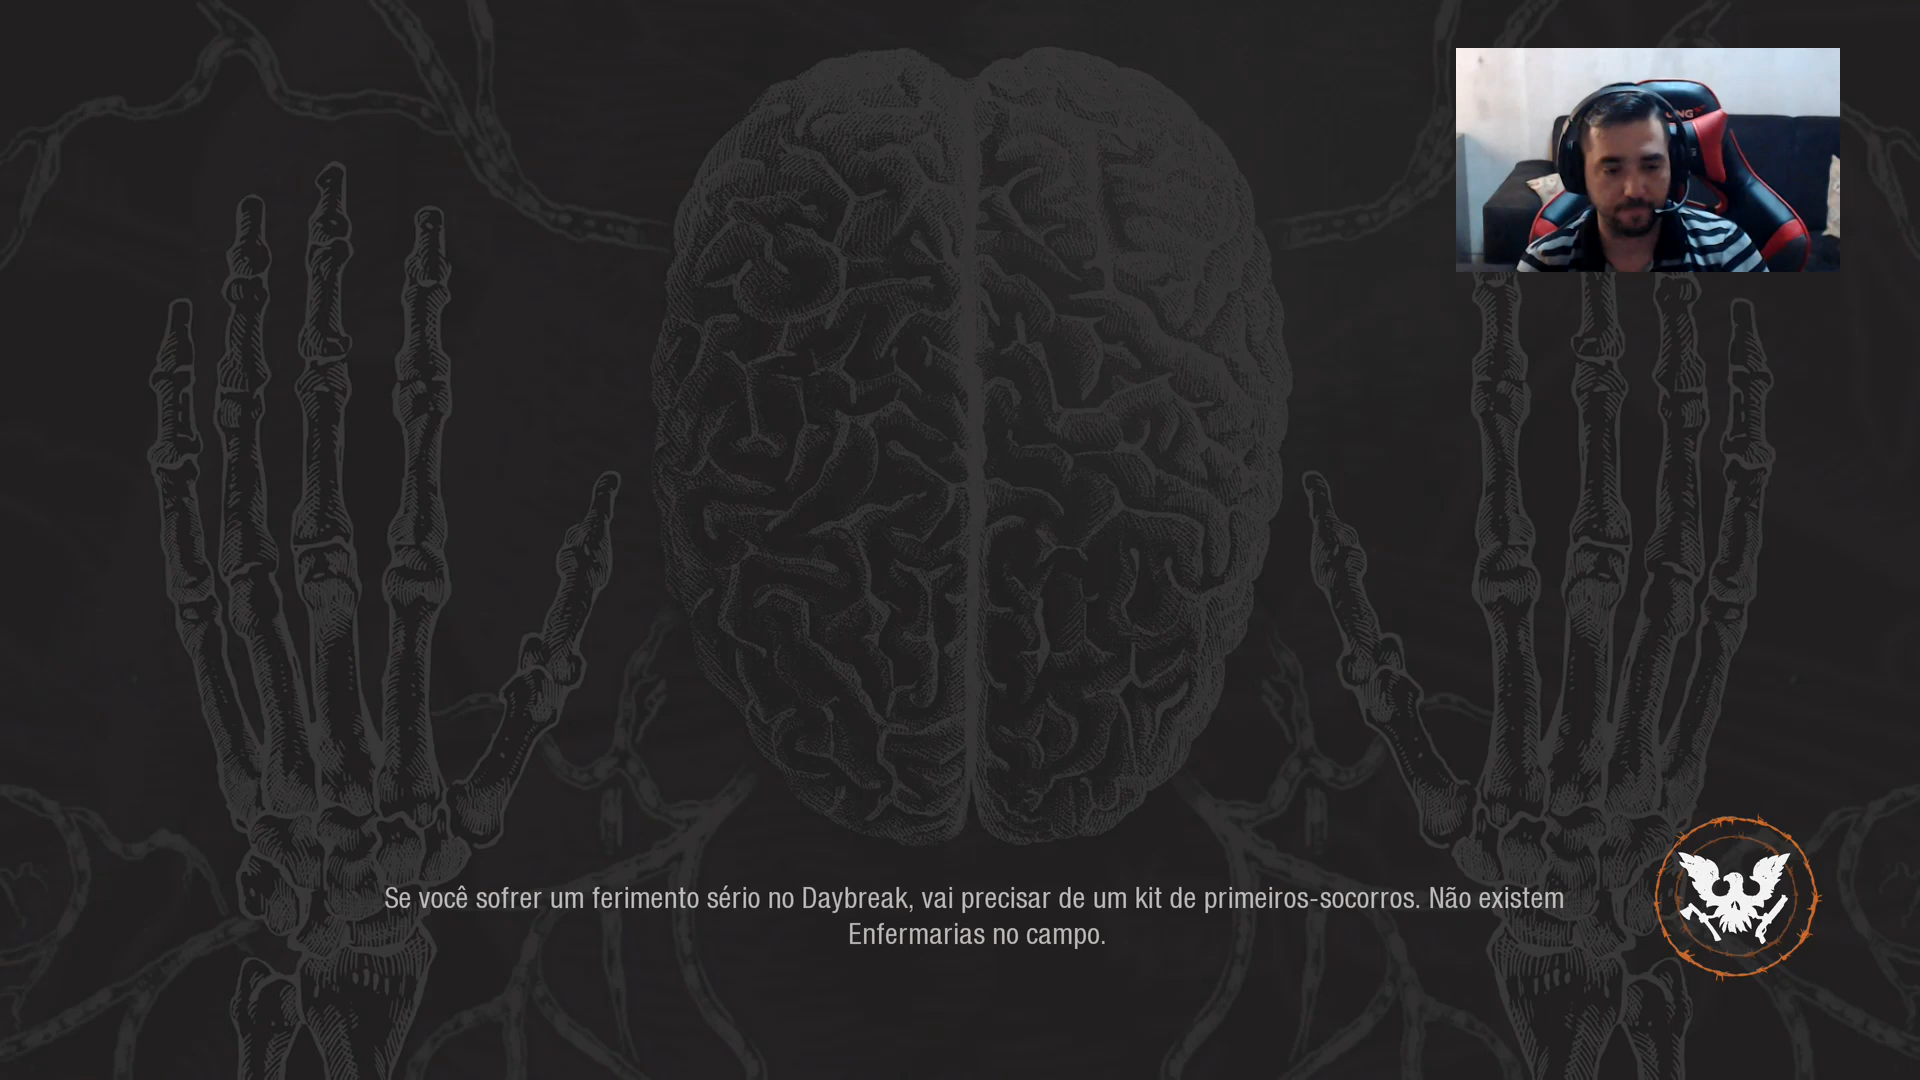 Se você sofrer um ferimento sério no Daybreak, vai precisar de um kit de primeiros-socorros. Não existem
Enfermarias no campo.